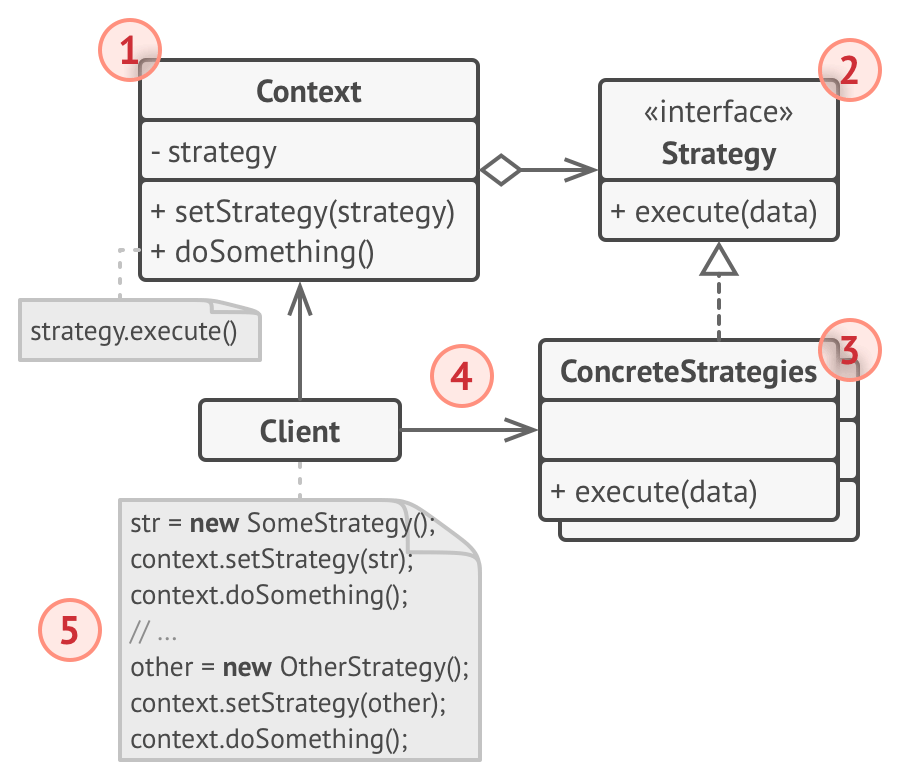 1
Context
- strategy
+ setStrategy(strategy)
+ doSomething()
2
«interface»
Strategy
+ execute(data)
strategy.execute()
3
ConcreteStrategies
+ execute(data)
4
Client
5
str = new SomeStrategy();
context.setStrategy(str);
context.doSomething();
// ...
other = new OtherStrategy();
context.setStrategy(other);
context.doSomething();